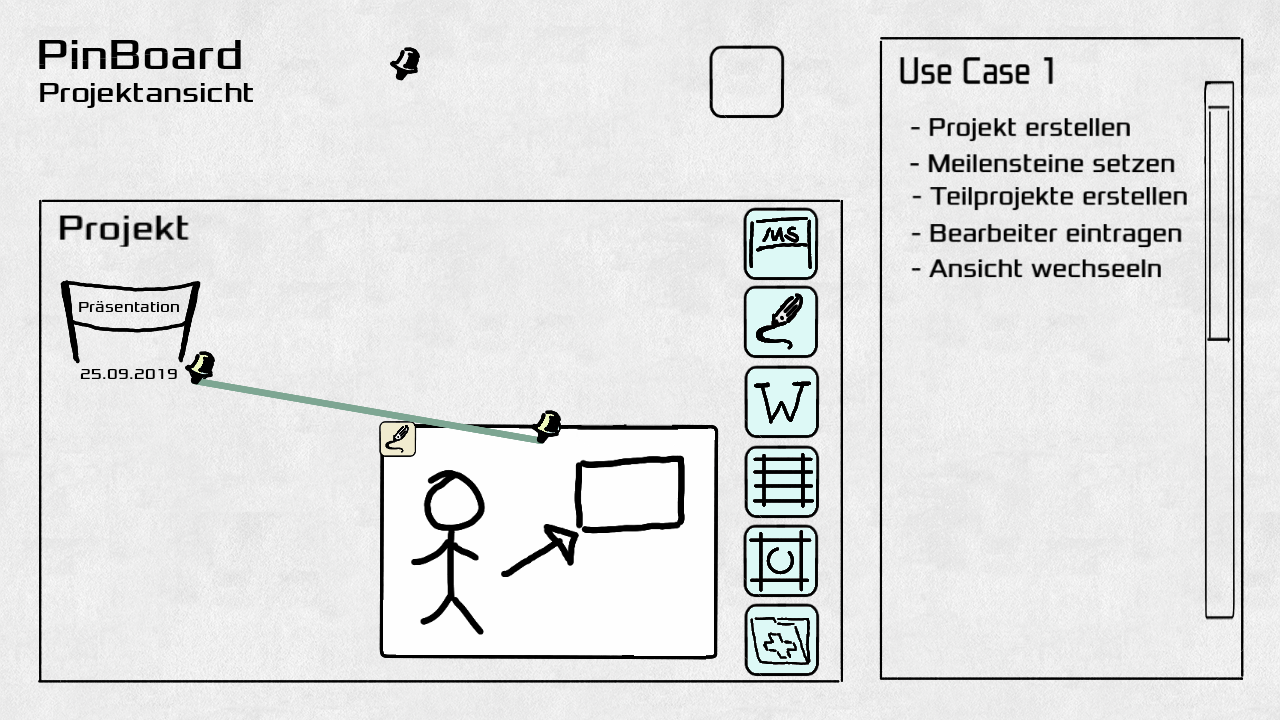 PinBoard
Projektansicht
Projekt
Präsentation
25.09.2019
MS
W
Use Case 1
- Projekt erstellen
- Meilensteine setzen
- Teilprojekte erstellen
- Bearbeiter eintragen
- Ansicht wechseeln